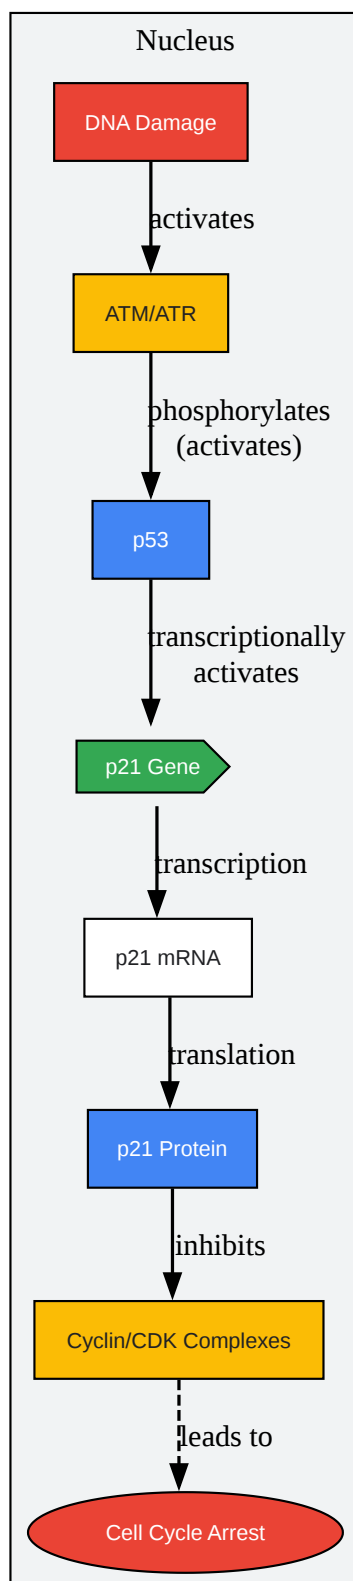 Nucleus
DNA Damage
activates
ATM/ATR
phosphorylates
(activates)
p53
transcriptionally
activates
p21 Gene
transcription
p21 mRNA
translation
p21 Protein
inhibits
Cyclin/CDK Complexes
leads to
Cell Cycle Arrest